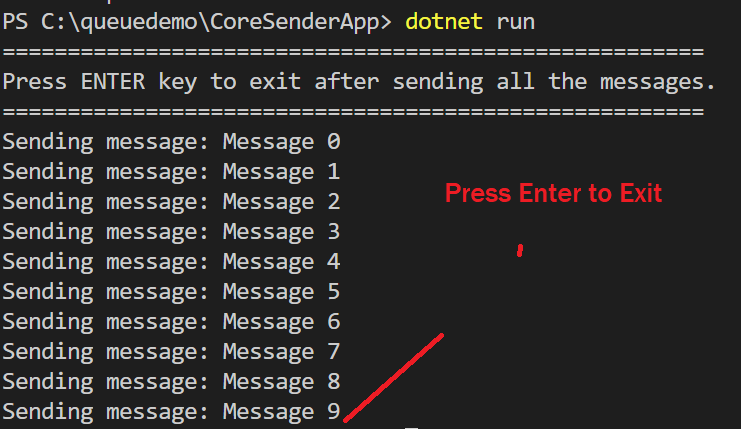 PS C:\queuedemo\CoreSenderApp> dotnet run
======================================================
Press ENTER key to exit after sending all the messages.
======================================================
Sending message: Message 0
Sending message: Message 1
Sending message: Message 2
Press Enter to Exit
Sending message: Message 3
Sending message: Message 4
Sending message: Message 5
Sending message: Message 6
Sending message: Message 7
Sending message: Message 8
Sending message: Message 9